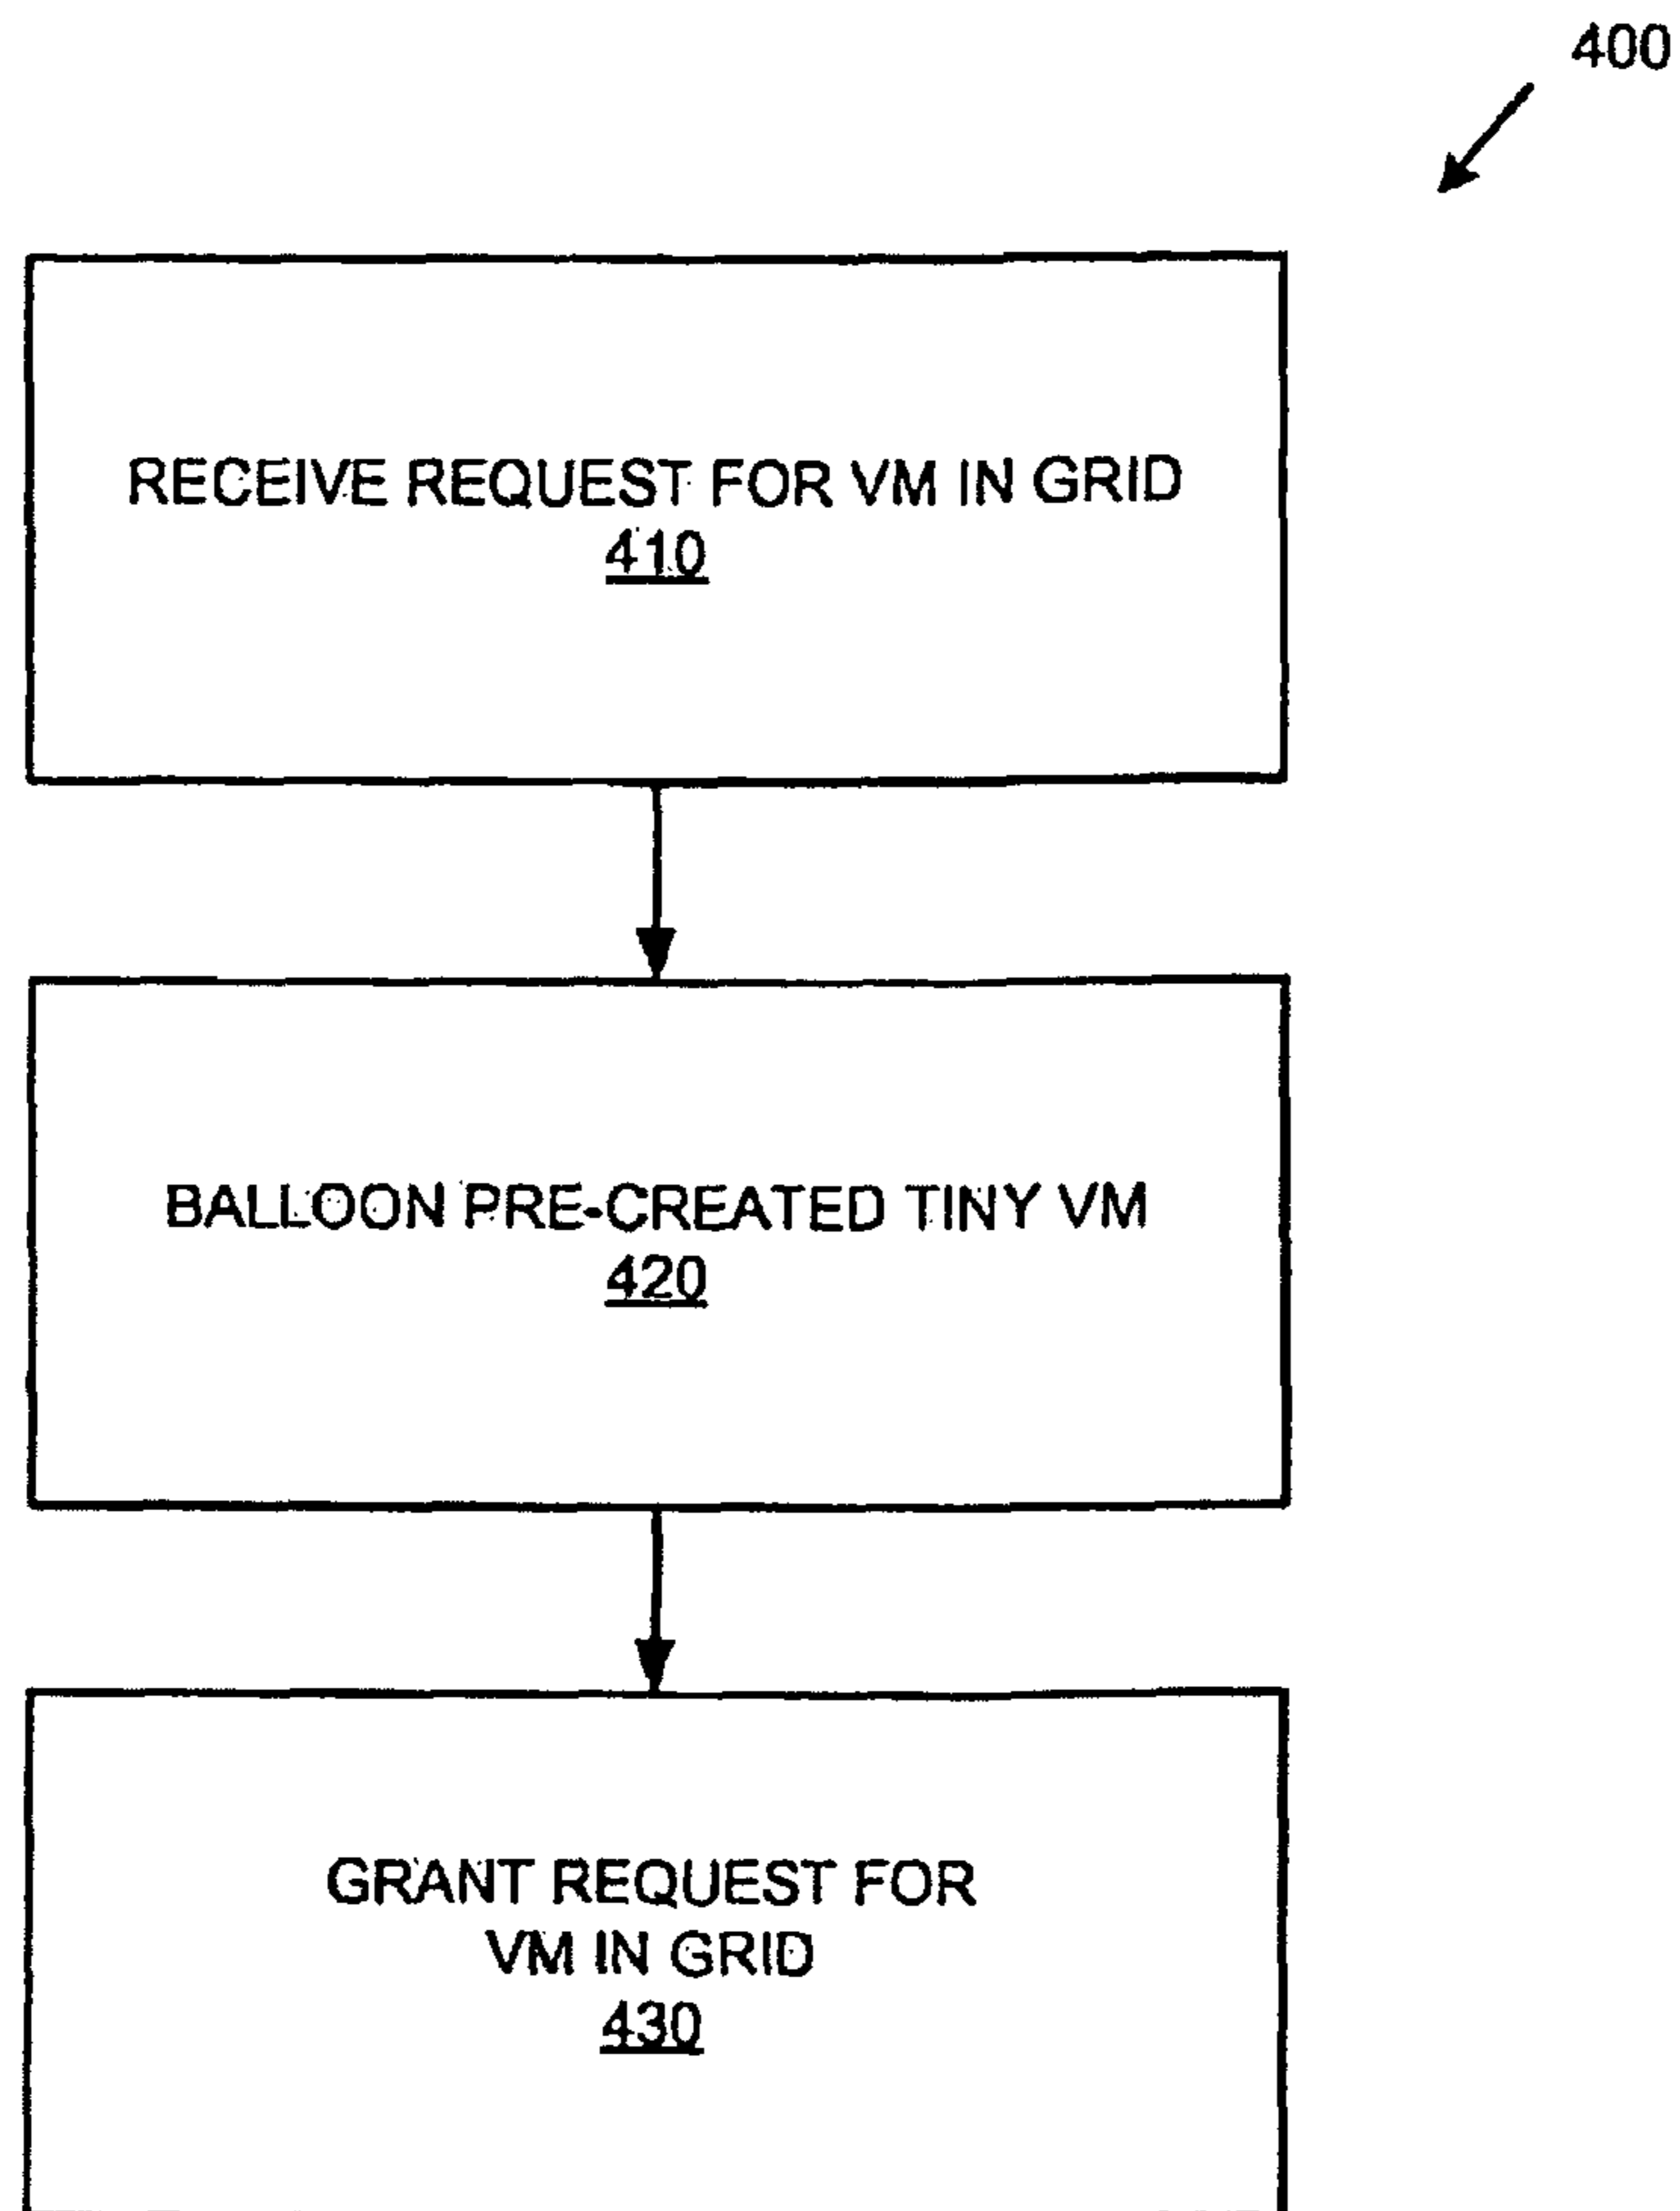 400
RECEIVE REQUEST FOR VM IN GRID
410
BALLOON PRE-CREATED TINY VM
420
GRANT REQUEST FOR
VM IN GRID
430